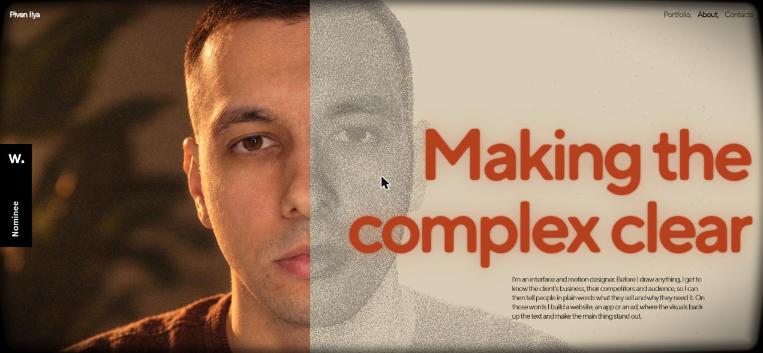 Piven Ilya
Portfolio, About, Contacts
W.
Nominee
Making the
complex clear
I'm an interface and motion designer. Before I draw anything, I get to
know the client's business, their competitors and audience, so I can
then tell people in plain words what they sell and why they need it. On
those words I build a website, an app or an ad, where the visuals back
up the text and make the main thing stand out.